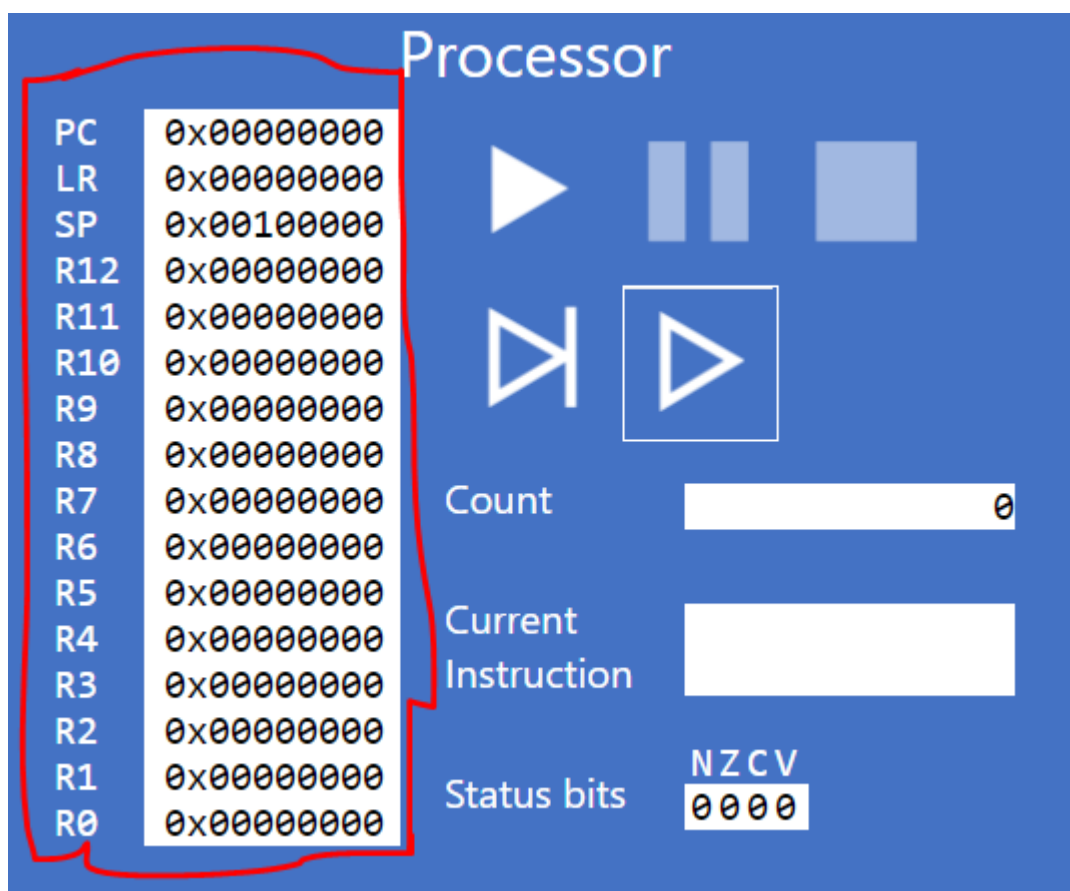 Processor
PC 0x00000000
LR 0x00000000
SP 0x00100000
R12 0x00000000
R11 0x00000000
R10 0x00000000
R9 0x00000000
R8 0x00000000
R7 0x00000000
R6 0x00000000
R5 0x00000000
R4 0x00000000
R3 0x00000000
R2 0x00000000
R1 0x00000000
R0 0x00000000
Count 0
Current
Instruction
NZCV
Status bits 0000